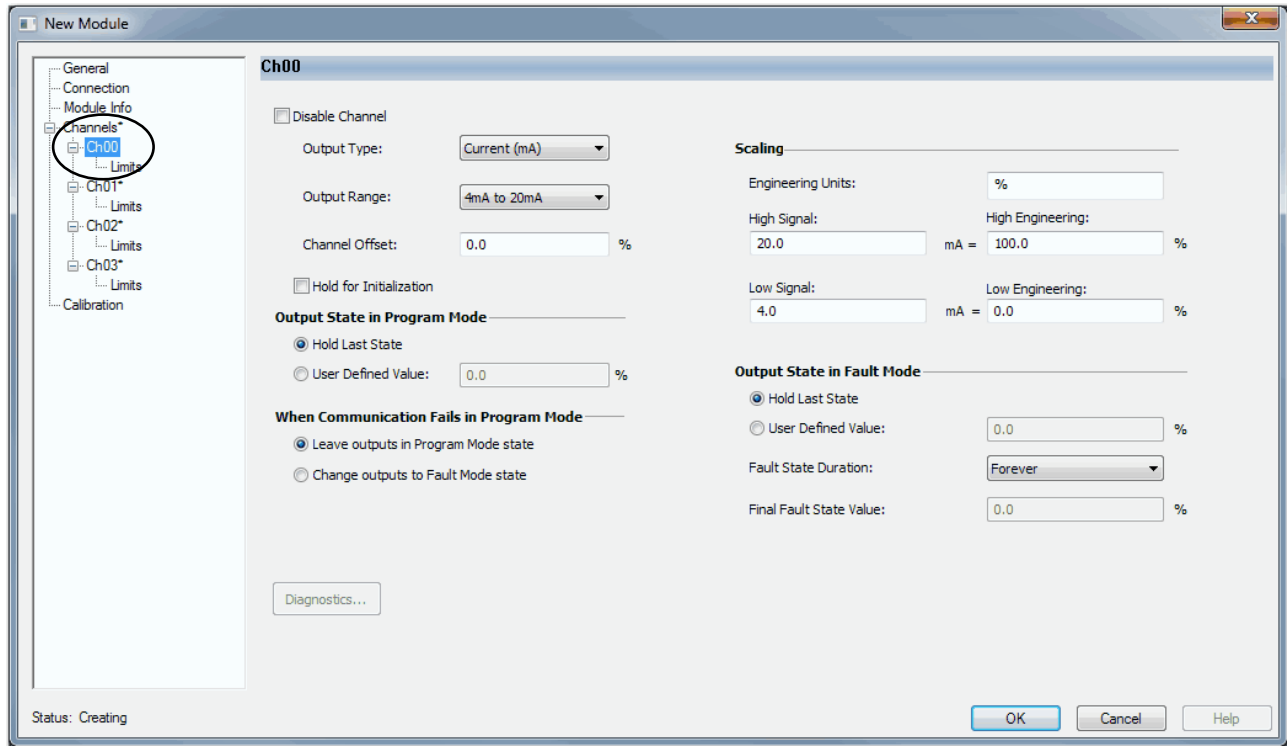 New Module
General
Connection
Module Info
Channels*
Ch00
Limits
Ch01*
Limits
Ch02*
Limits
Ch03*
Limits
Calibration
Ch00
Disable Channel
Output Type: Current (mA)
Output Range: 4mA to 20mA
Channel Offset: 0.0 %
Hold for Initialization
Output State in Program Mode
Hold Last State
User Defined Value: 0.0 %
When Communication Fails in Program Mode
Leave outputs in Program Mode state
Change outputs to Fault Mode state
Diagnostics...
Scaling
Engineering Units: %
High Signal: High Engineering:
20.0 mA = 100.0 %
Low Signal: Low Engineering:
4.0 mA = 0.0 %
Output State in Fault Mode
Hold Last State
User Defined Value: 0.0 %
Fault State Duration: Forever
Final Fault State Value: 0.0 %
Status: Creating
OK Cancel Help